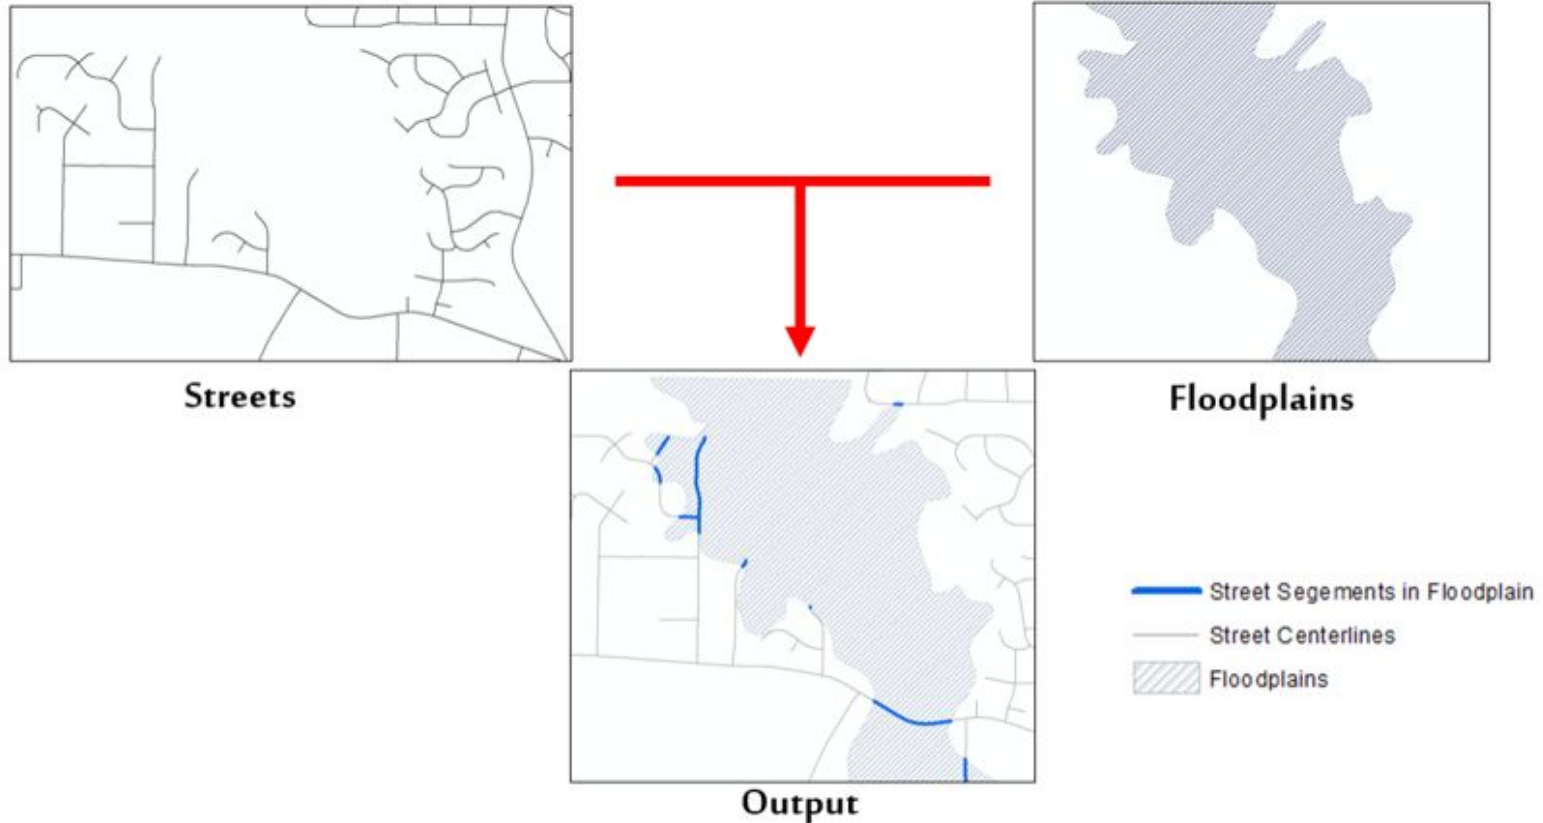 Streets
Floodplains
Output
Street Segements in Floodplain
Street Centerlines
Floodplains